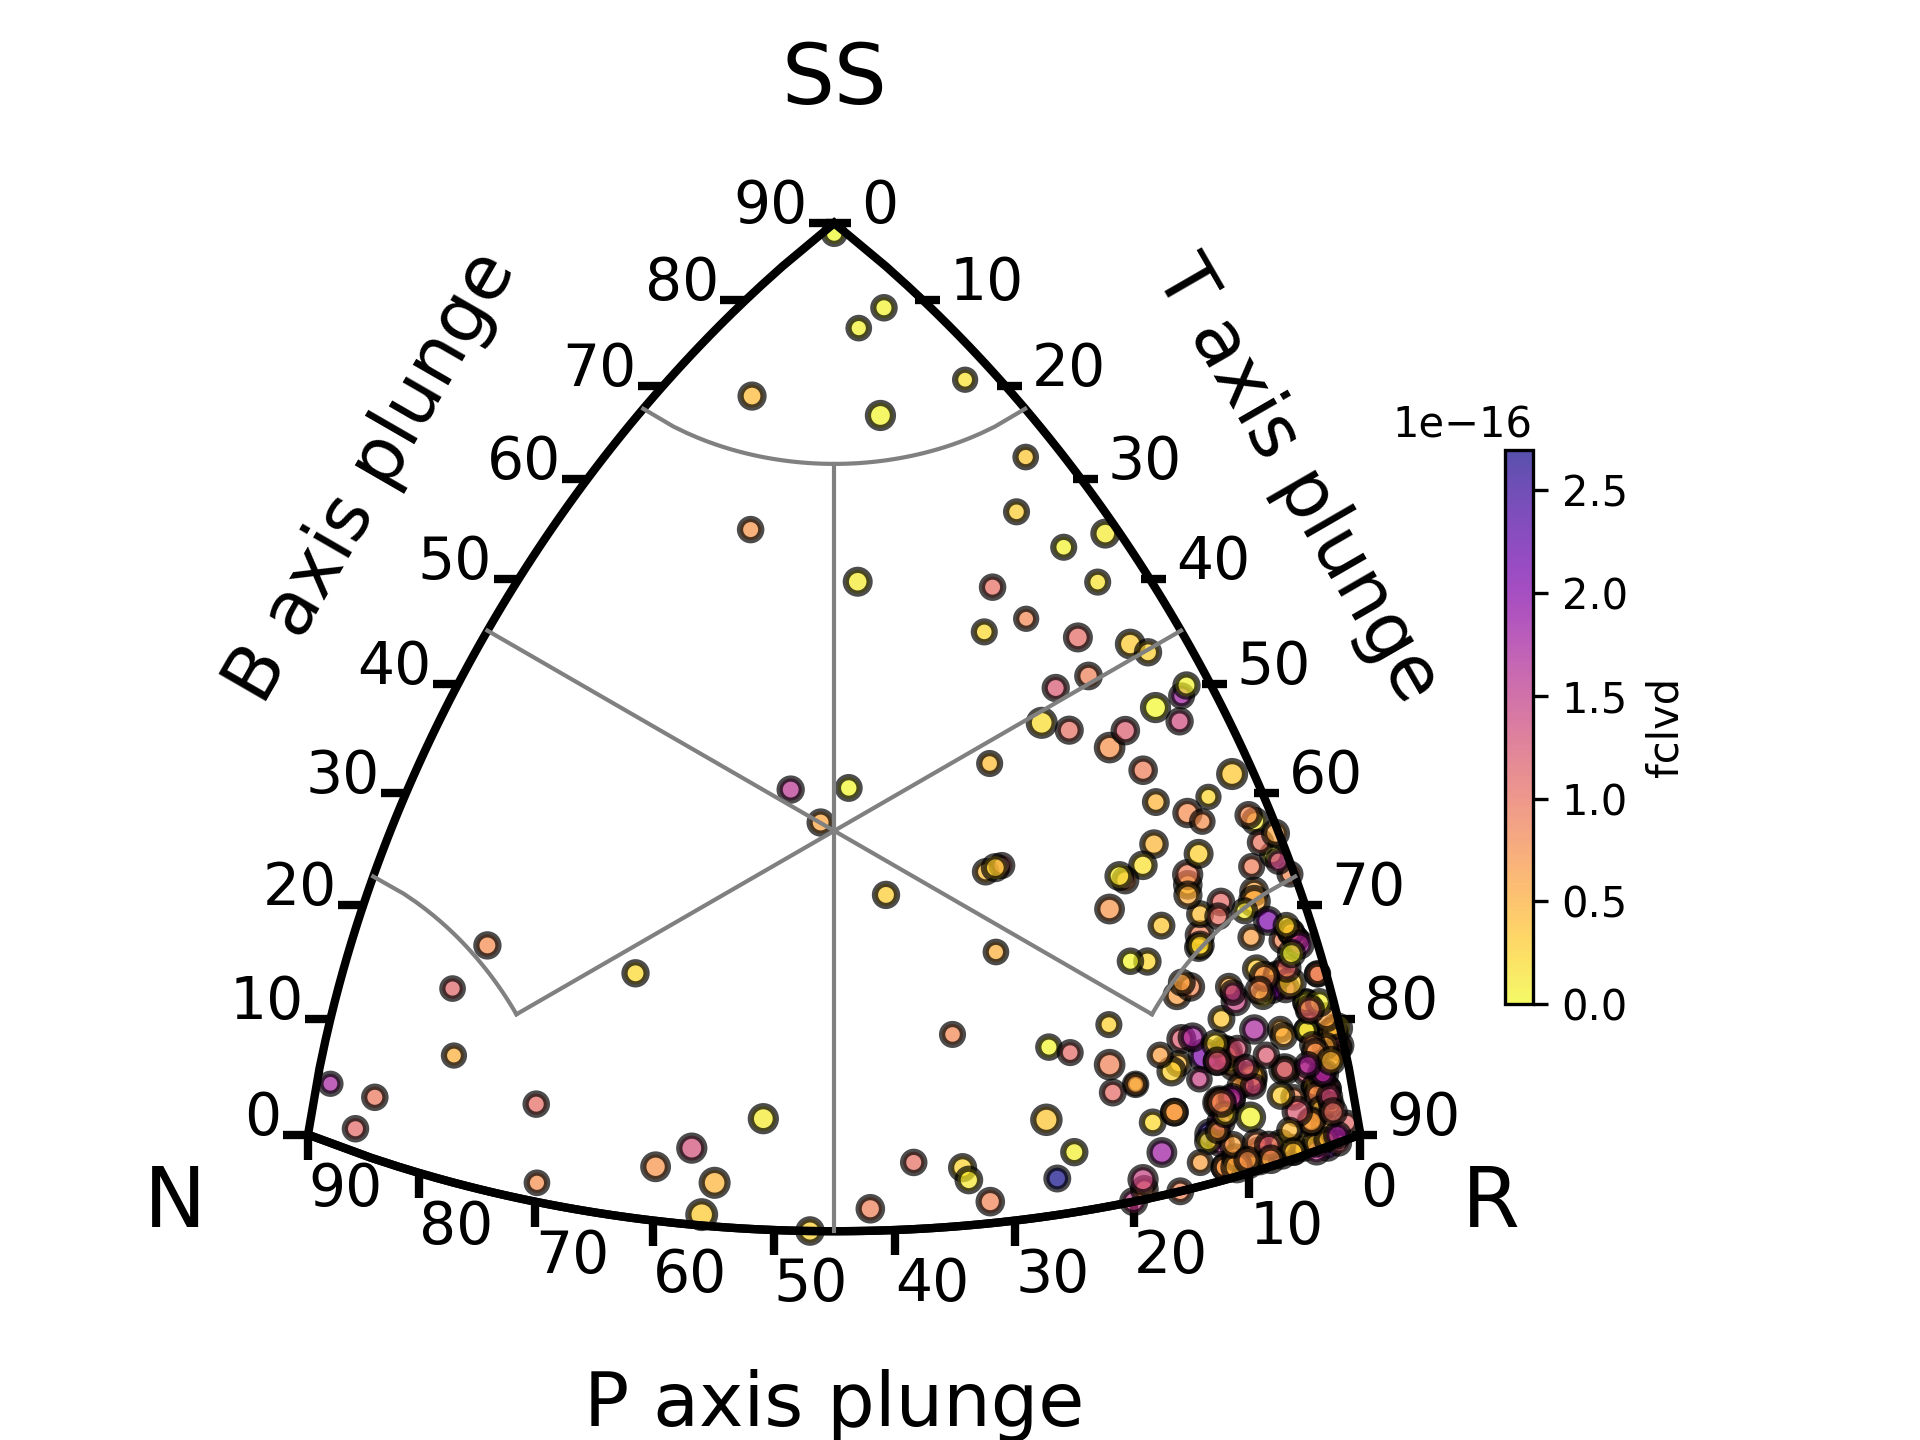 SS
90 0
80 10
70 20
60 30
50 40
40 50
30 60
20 70
10 80
0 90
B axis plunge
T axis plunge
N
R
90 80 70 60 50 40 30 20 10 0
P axis plunge
1e−16
2.5
2.0
1.5
1.0
0.5
0.0
fclvd